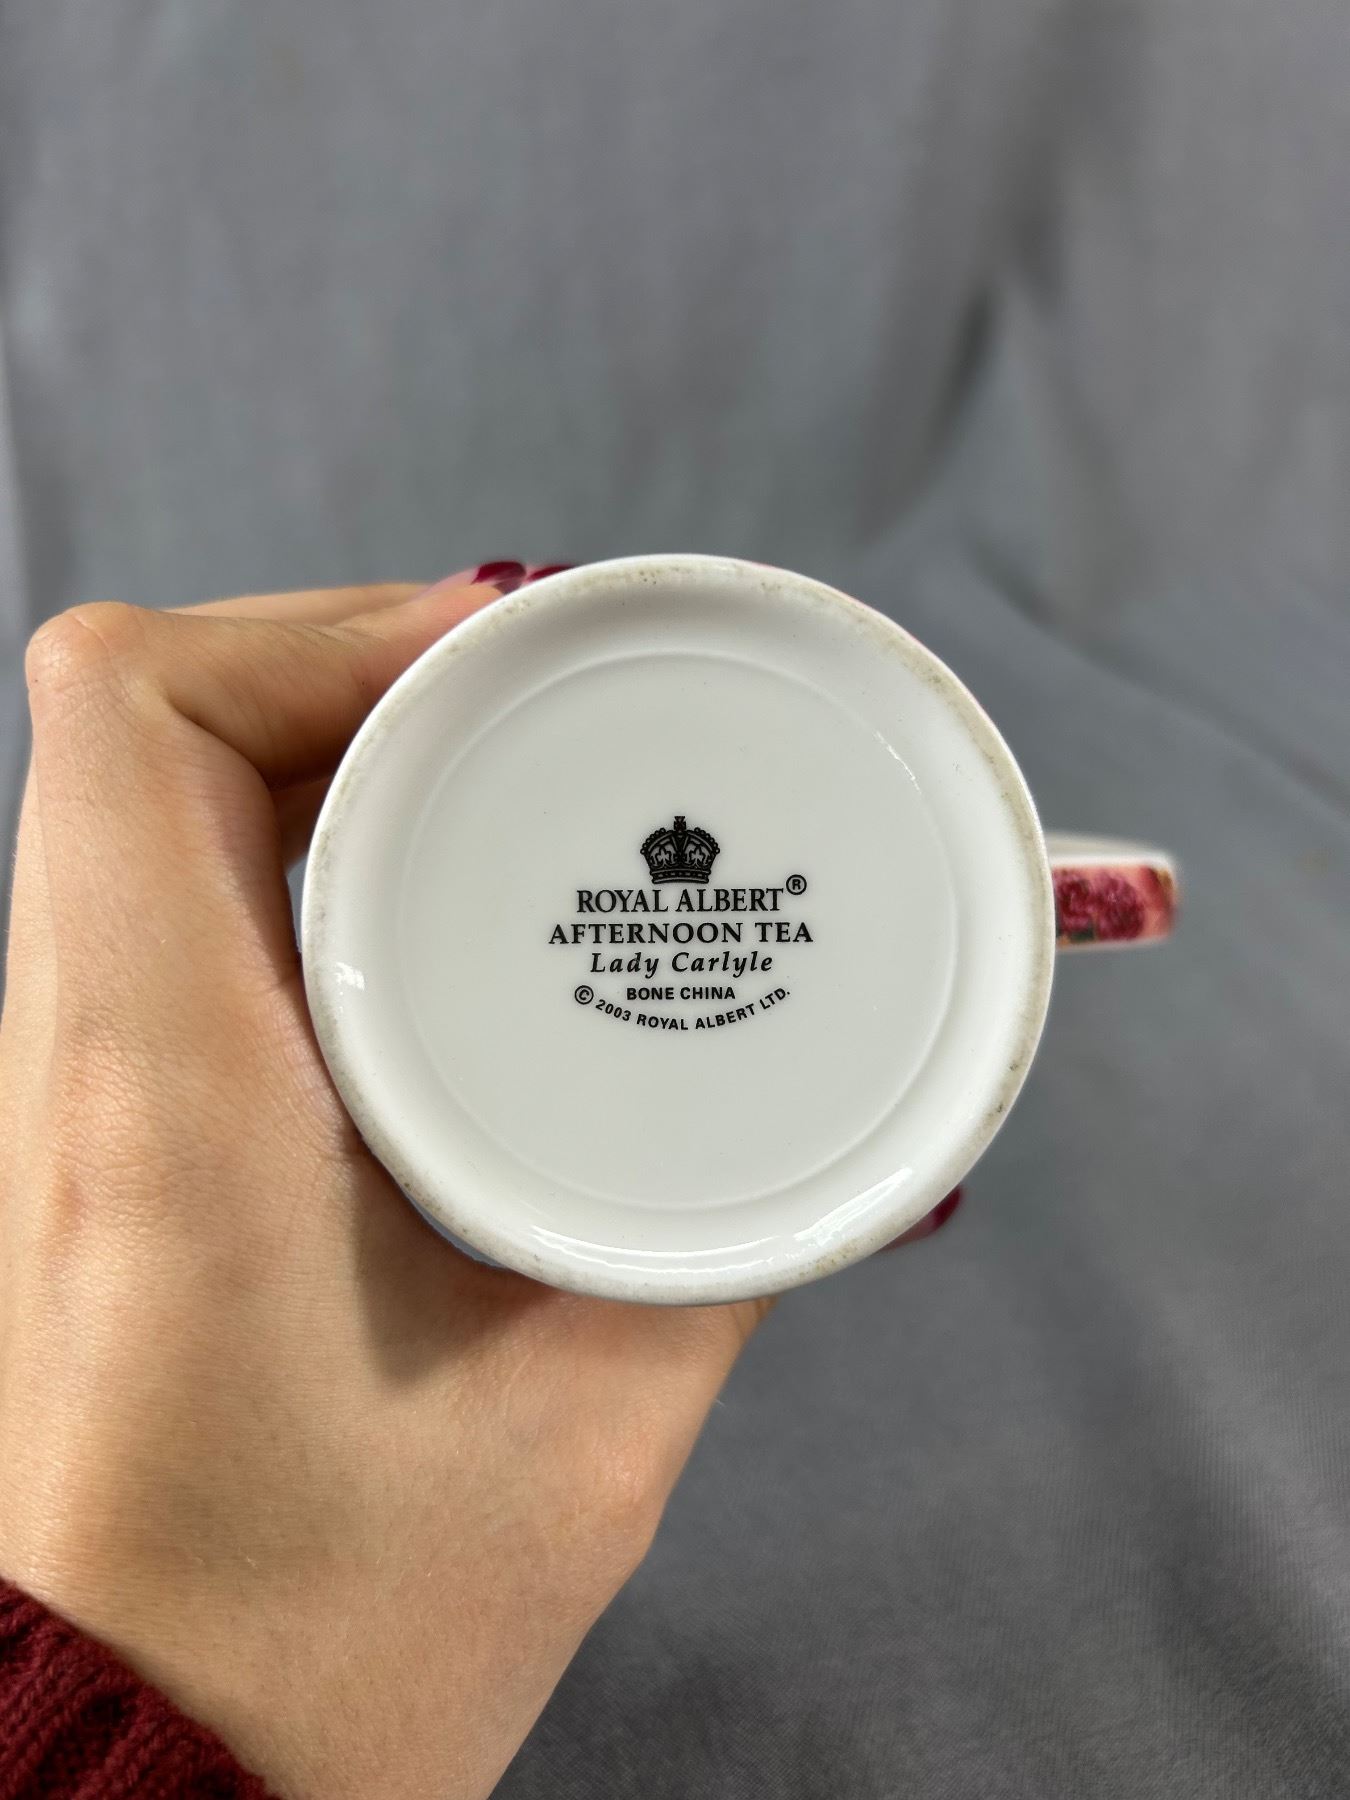 ROYAL ALBERT®
AFTERNOON TEA
Lady Carlyle
BONE CHINA
© 2003 ROYAL ALBERT LTD.